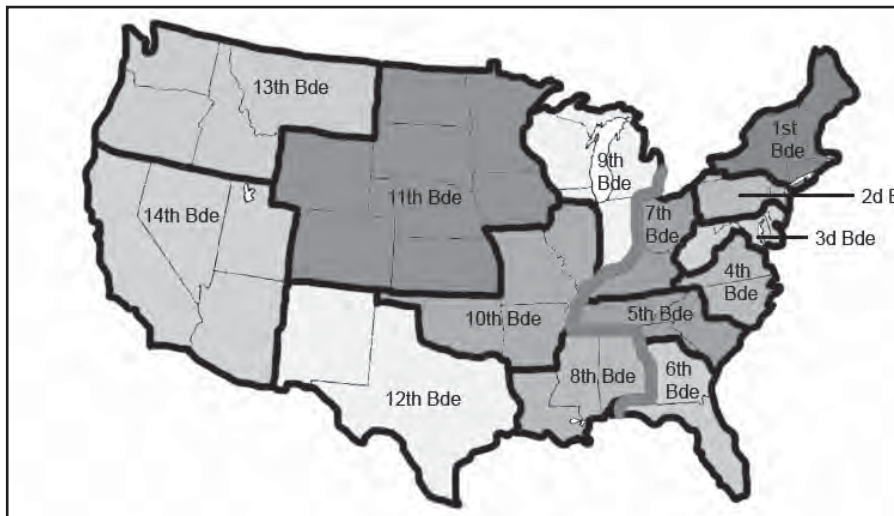 13th Bde
1st
Bde
9th
Bde
14th Bde
11th Bde
7th
Bde
2d B
3d Bde
4th
Bde
10th Bde
5th Bde
8th Bde
6th
Bde
12th Bde